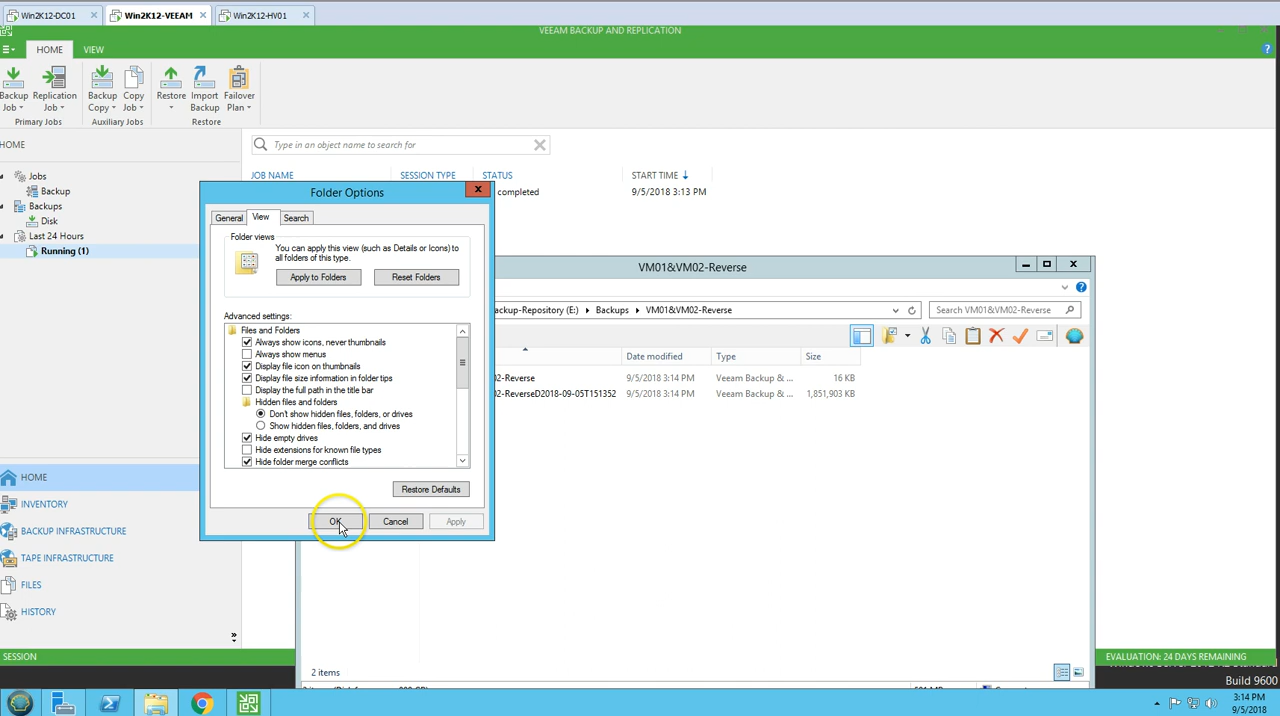 Win2K12-DC01
Win2K12-VEEAM
Win2K12-HV01
VEEAM BACKUP AND REPLICATION
HOME
VIEW
Backup Job
Replication Job
Backup Copy
Copy Job
Restore
Import Backup
Failover Plan
Primary Jobs
Auxiliary Jobs
Restore
HOME
Type in an object name to search for
Jobs
Backup
Backups
Disk
Last 24 Hours
Running (1)
JOB NAME
SESSION TYPE
STATUS
START TIME
completed
9/5/2018 3:13 PM
Folder Options
General
View
Search
Folder views
You can apply this view (such as Details or Icons) to
all folders of this type.
Apply to Folders
Reset Folders
Advanced settings:
Files and Folders
Always show icons, never thumbnails
Always show menus
Display file icon on thumbnails
Display file size information in folder tips
Display the full path in the title bar
Hidden files and folders
Don't show hidden files, folders, or drives
Show hidden files, folders, and drives
Hide empty drives
Hide extensions for known file types
Hide folder merge conflicts
Restore Defaults
OK
Cancel
Apply
VM01&VM02-Reverse
ackup-Repository (E:)
Backups
VM01&VM02-Reverse
Search VM01&VM02-Reverse
Date modified
Type
Size
02-Reverse
9/5/2018 3:14 PM
Veeam Backup & ...
16 KB
02-ReverseD2018-09-05T151352
9/5/2018 3:14 PM
Veeam Backup & ...
1,851,903 KB
2 items
HOME
INVENTORY
BACKUP INFRASTRUCTURE
TAPE INFRASTRUCTURE
FILES
HISTORY
SESSION
EVALUATION: 24 DAYS REMAINING
Build 9600
3:14 PM
9/5/2018